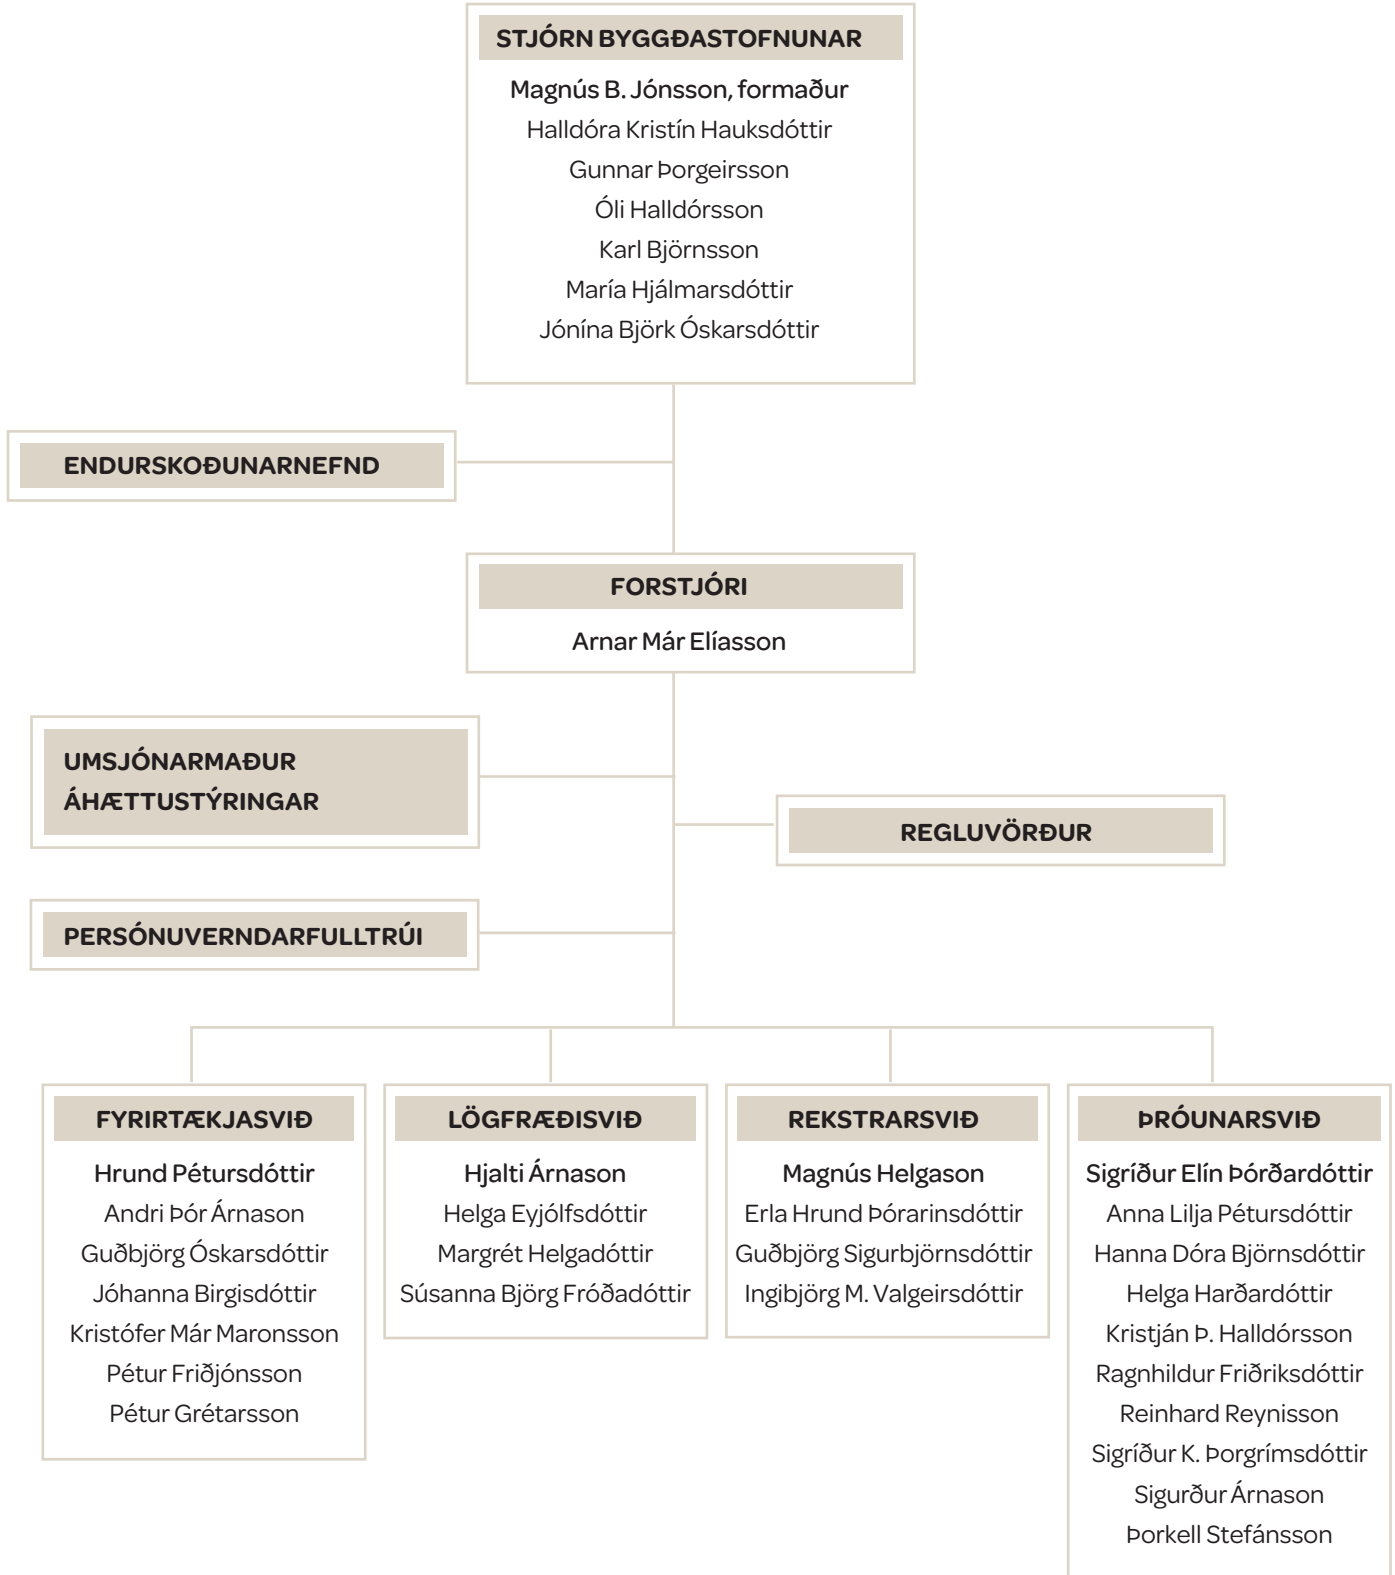 STJÓRN BYGGÐASTOFNUNAR
Magnús B. Jónsson, formaður
Halldóra Kristín Hauksdóttir
Gunnar Þorgeirsson
Óli Halldórsson
Karl Björnsson
María Hjálmarsdóttir
Jónína Björk Óskarsdóttir
ENDURSKOÐUNARNEFND
FORSTJÓRI
Arnar Már Elíasson
UMSJÓNARMAÐUR
ÁHÆTTUSTÝRINGAR
REGLUVÖRÐUR
PERSÓNUVERNDARFULLTRÚI
FYRIRTÆKJASVIÐ
Hrund Pétursdóttir
Andri Þór Árnason
Guðbjörg Óskarsdóttir
Jóhanna Birgisdóttir
Kristófer Már Maronsson
Pétur Friðjónsson
Pétur Grétarsson
LÖGFRÆÐISVIÐ
Hjalti Árnason
Helga Eyjólfsdóttir
Margrét Helgadóttir
Súsanna Björg Fróðadóttir
REKSTRARSVIÐ
Magnús Helgason
Erla Hrund Þórarinsdóttir
Guðbjörg Sigurbjörnsdóttir
Ingibjörg M. Valgeirsdóttir
ÞRÓUNARSVIÐ
Sigríður Elín Þórðardóttir
Anna Lilja Pétursdóttir
Hanna Dóra Björnsdóttir
Helga Harðardóttir
Kristján Þ. Halldórsson
Ragnhildur Friðriksdóttir
Reinhard Reynisson
Sigríður K. Þorgrímsdóttir
Sigurður Árnason
Þorkell Stefánsson